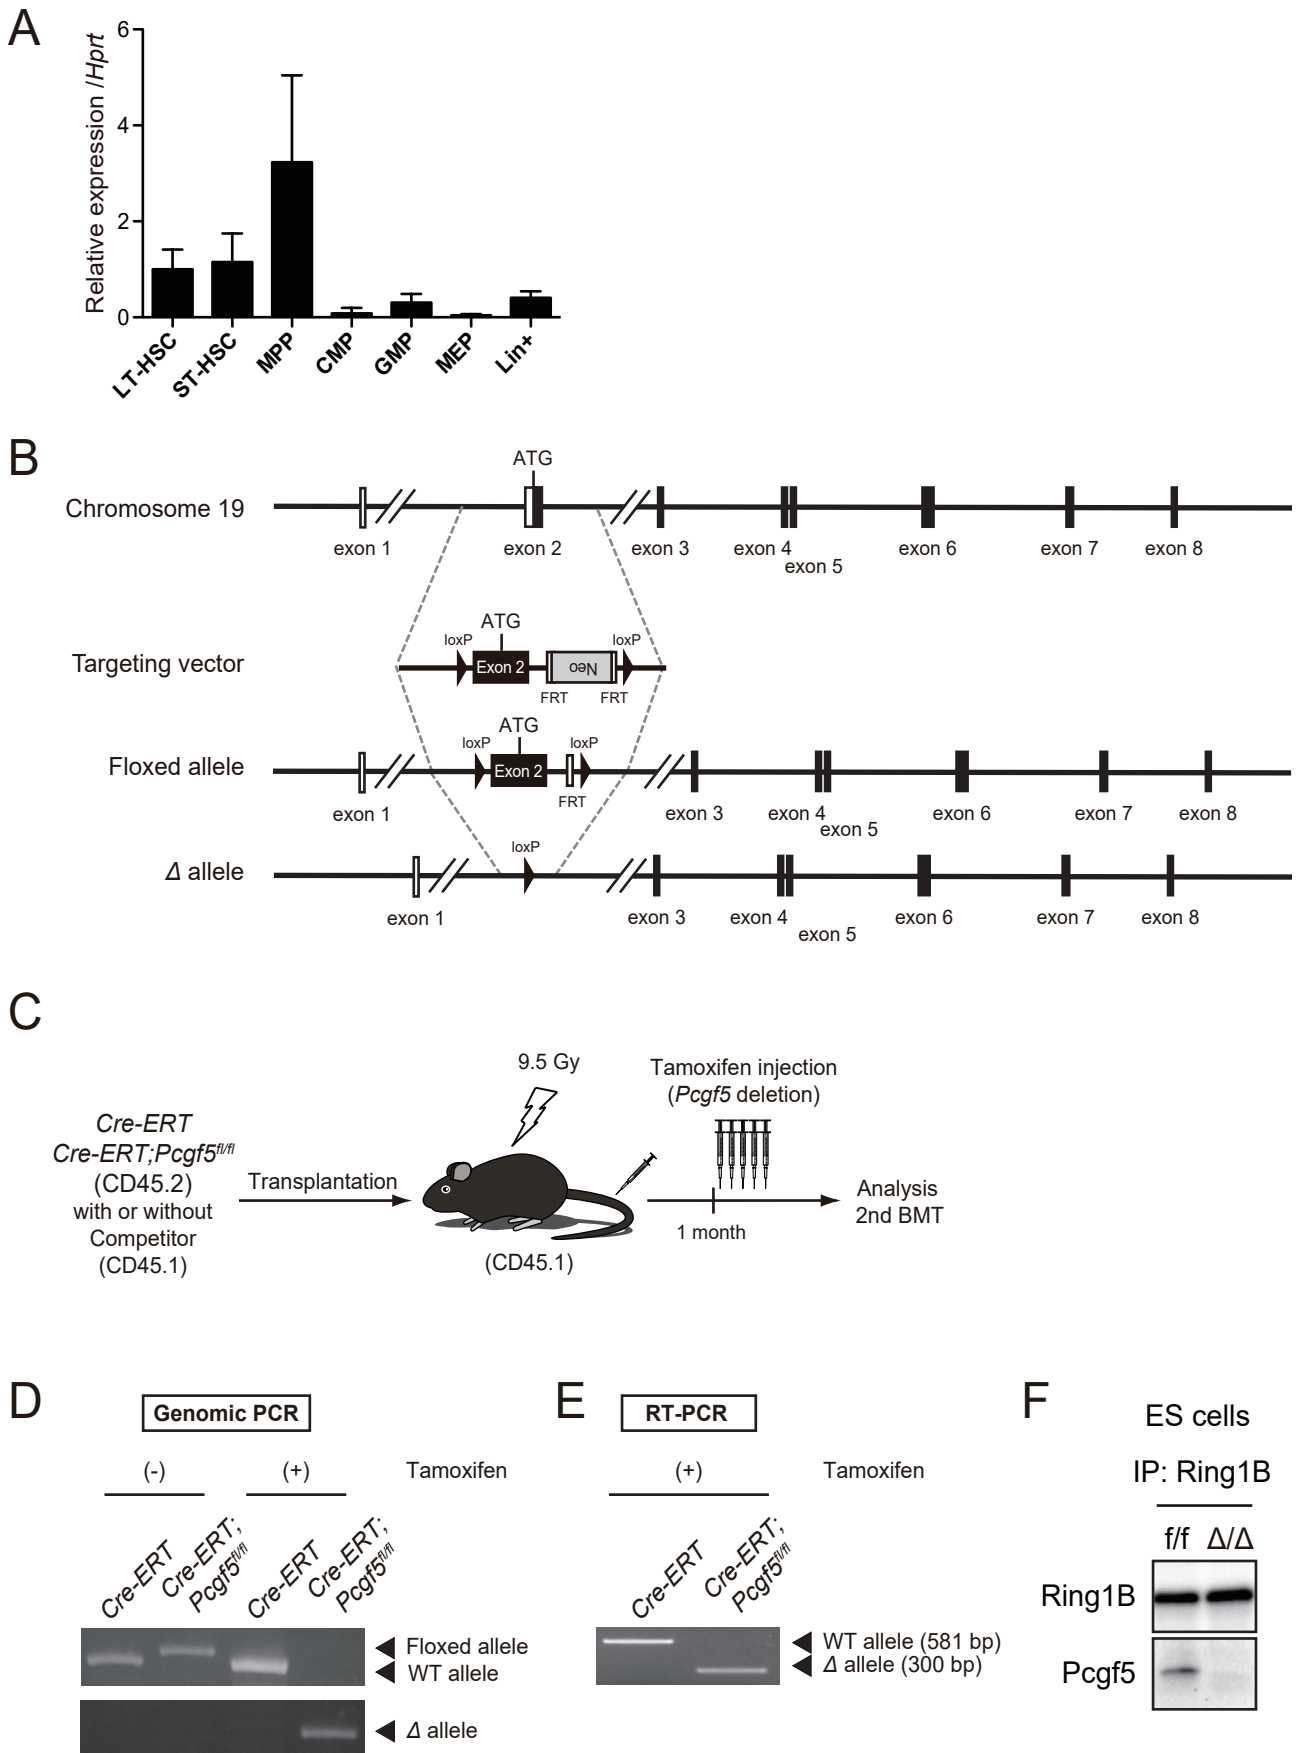 A
Relative expression /Hprt
6
4
2
0
LT-HSC
ST-HSC
MPP
CMP
GMP
MEP
Lin+
B
ATG
Chromosome 19
exon 1
exon 2
exon 3
exon 4
exon 5
exon 6
exon 7
exon 8
ATG
loxP
loxP
Targeting vector
Exon 2
Neo
FRT
FRT
ATG
loxP
loxP
Floxed allele
Exon 2
FRT
exon 1
exon 3
exon 4
exon 5
exon 6
exon 7
exon 8
loxP
Δ allele
exon 1
exon 3
exon 4
exon 5
exon 6
exon 7
exon 8
C
Cre-ERT
Cre-ERT;Pcgf5fl/fl
(CD45.2)
with or without
Competitor
(CD45.1)
Transplantation
9.5 Gy
(CD45.1)
Tamoxifen injection
(Pcgf5 deletion)
1 month
Analysis
2nd BMT
D
Genomic PCR
(-)
(+)
Tamoxifen
Cre-ERT
Cre-ERT;
Pcgf5fl/fl
Cre-ERT
Cre-ERT;
Pcgf5fl/fl
Floxed allele
WT allele
Δ allele
E
RT-PCR
(+)
Tamoxifen
Cre-ERT
Cre-ERT;
Pcgf5fl/fl
WT allele (581 bp)
Δ allele (300 bp)
F
ES cells
IP: Ring1B
f/f Δ/Δ
Ring1B
Pcgf5